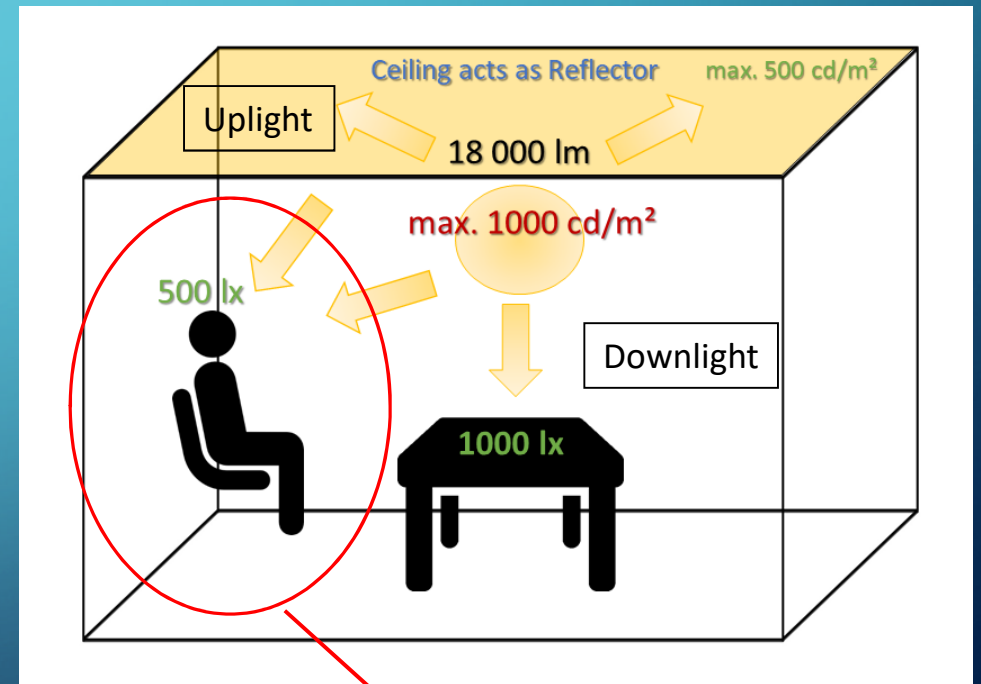 Ceiling acts as Reflector
max. 500 cd/m²
Uplight
18 000 lm
max. 1000 cd/m²
500 lx
Downlight
1000 lx